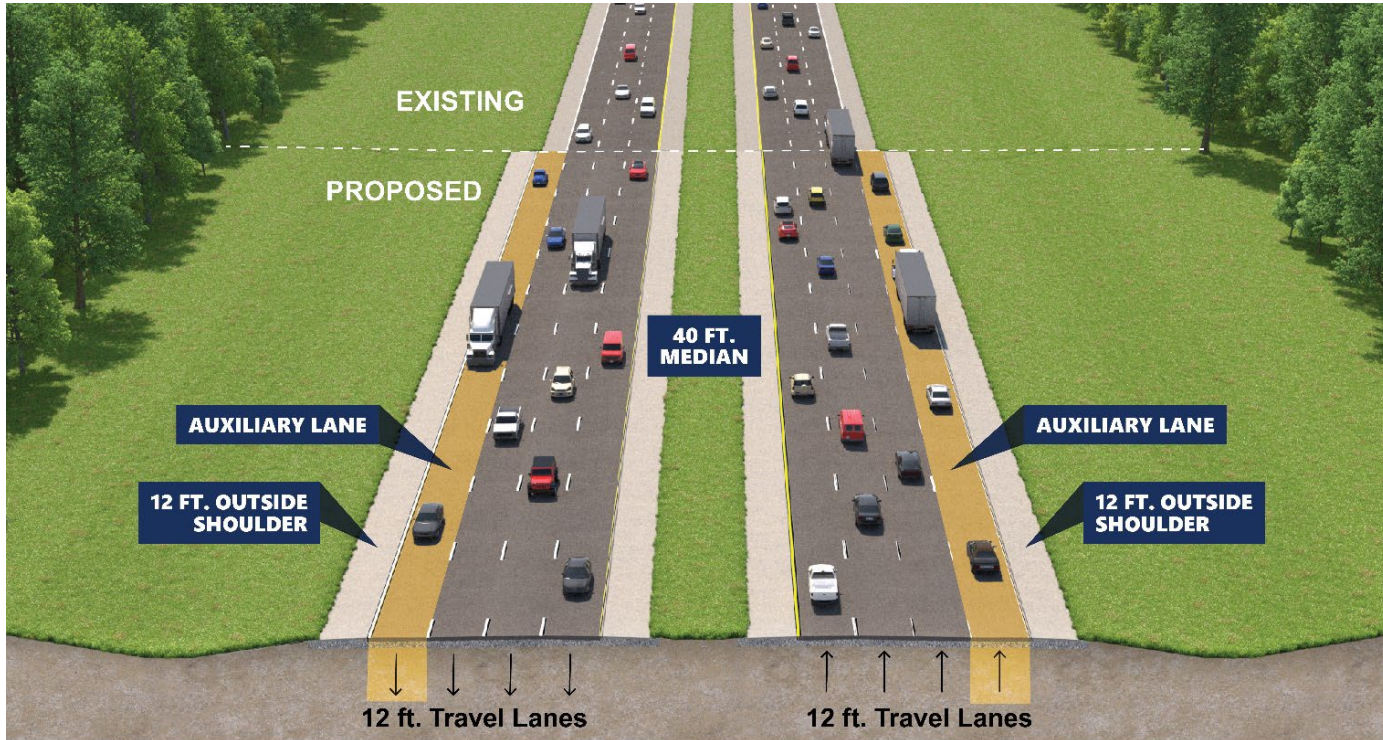 EXISTING
PROPOSED
40 FT.
MEDIAN
AUXILIARY LANE
AUXILIARY LANE
12 FT. OUTSIDE
SHOULDER
12 FT. OUTSIDE
SHOULDER
12 ft. Travel Lanes
12 ft. Travel Lanes